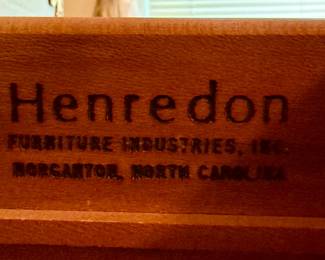 Henredon
FURNITURE INDUSTRIES, INC.
MORGANTON, NORTH CAROLINA